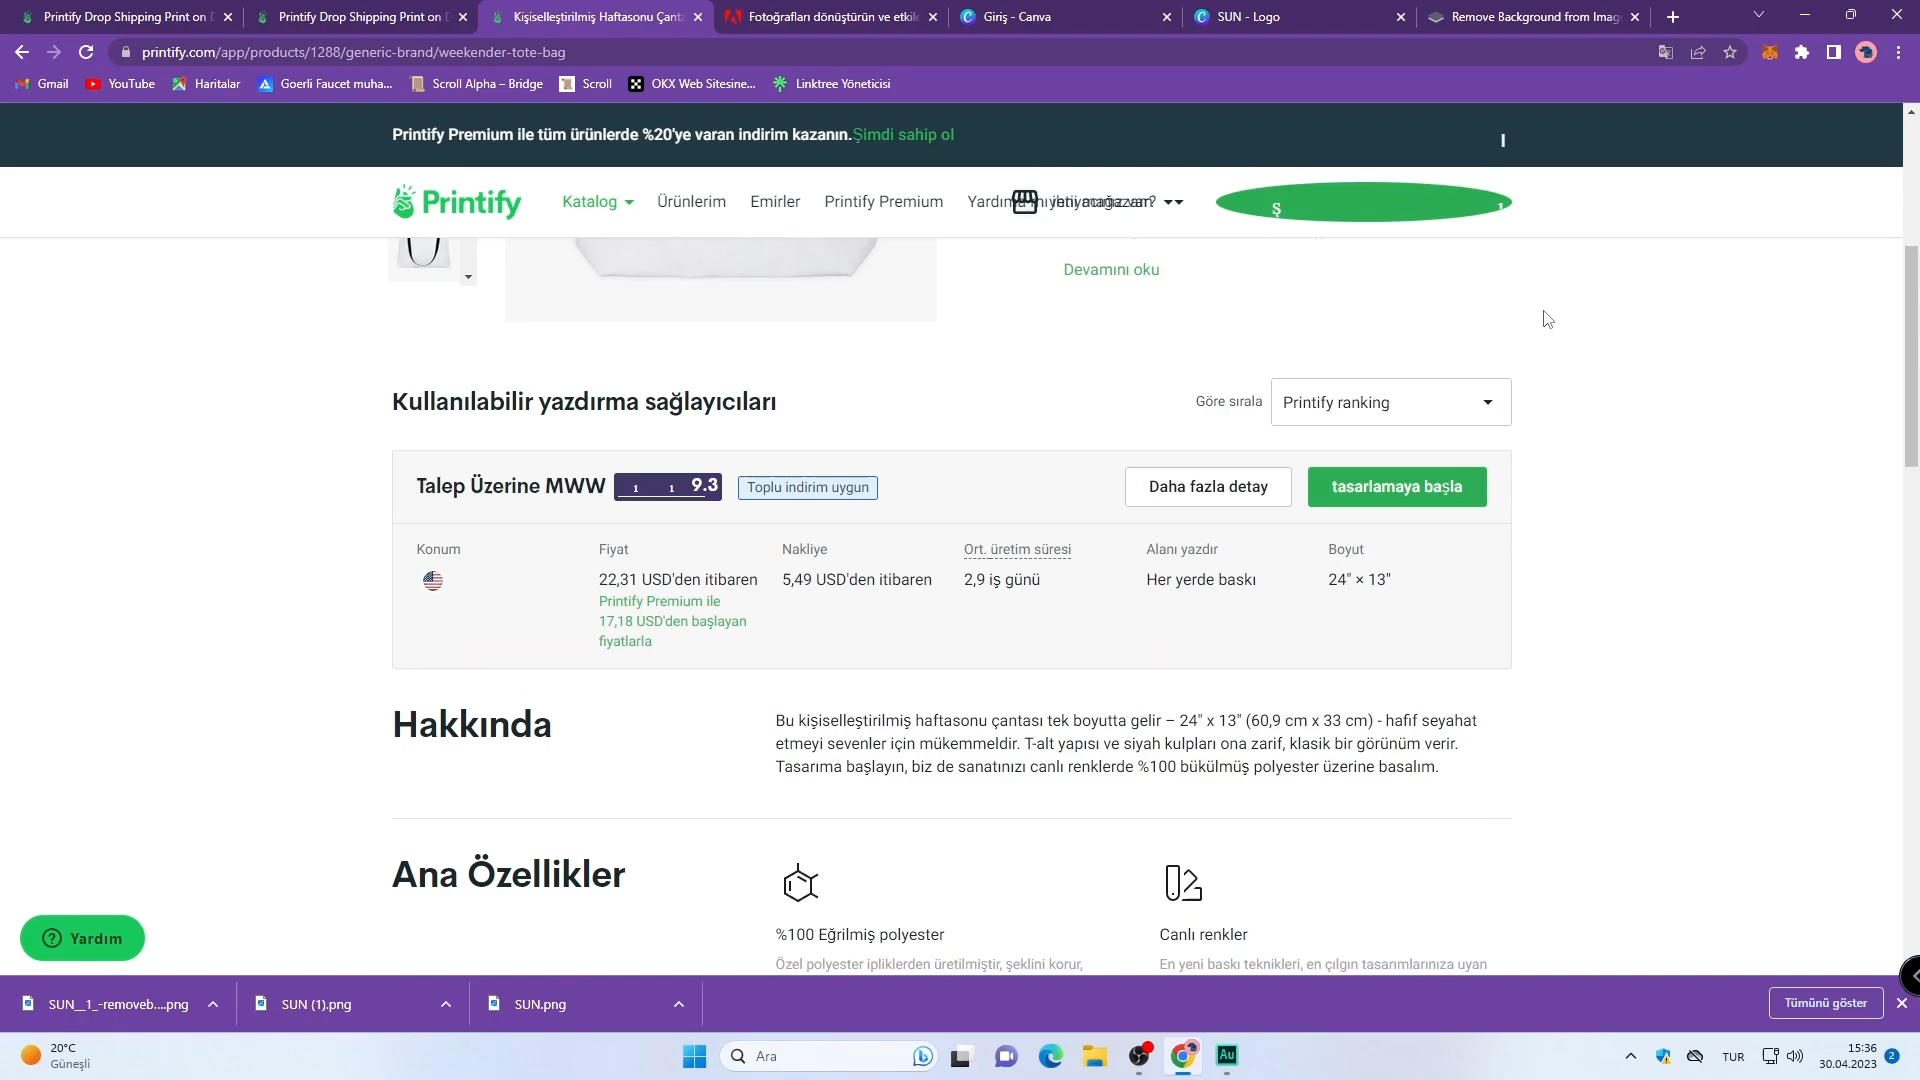 Printify Drop Shipping Print on D
Printify Drop Shipping Print on D
Kişiselleştirilmiş Haftasonu Çanta
Fotoğrafları dönüştürün ve etkile
Giriş - Canva
SUN - Logo
Remove Background from Imag
printify.com/app/products/1288/generic-brand/weekender-tote-bag
Gmail
YouTube
Haritalar
Goerli Faucet muha...
Scroll Alpha – Bridge
Scroll
OKX Web Sitesine...
Linktree Yöneticisi
Printify Premium ile tüm ürünlerde %20'ye varan indirim kazanın.Şimdi sahip ol
Printify
Katalog
Ürünlerim
Emirler
Printify Premium
Devamını oku
Kullanılabilir yazdırma sağlayıcıları
Göre sırala
Printify ranking
Talep Üzerine MWW
1 1 9.3
Toplu indirim uygun
Daha fazla detay
tasarlamaya başla
Konum
Fiyat
Nakliye
Ort. üretim süresi
Alanı yazdır
Boyut
22,31 USD'den itibaren
5,49 USD'den itibaren
2,9 iş günü
Her yerde baskı
24" × 13"
Printify Premium ile
17,18 USD'den başlayan
fiyatlarla
Hakkında
Bu kişiselleştirilmiş haftasonu çantası tek boyutta gelir – 24" x 13" (60,9 cm x 33 cm) - hafif seyahat
etmeyi sevenler için mükemmeldir. T-alt yapısı ve siyah kulpları ona zarif, klasik bir görünüm verir.
Tasarıma başlayın, biz de sanatınızı canlı renklerde %100 bükülmüş polyester üzerine basalım.
Ana Özellikler
%100 Eğrilmiş polyester
Canlı renkler
Özel polyester ipliklerden üretilmiştir, şeklini korur,
En yeni baskı teknikleri, en çılgın tasarımlarınıza uyan
Yardım
SUN__1_-removeb....png
SUN (1).png
SUN.png
Tümünü göster
20°C
Güneşli
Ara
Au
TUR
15:36
30.04.2023
2